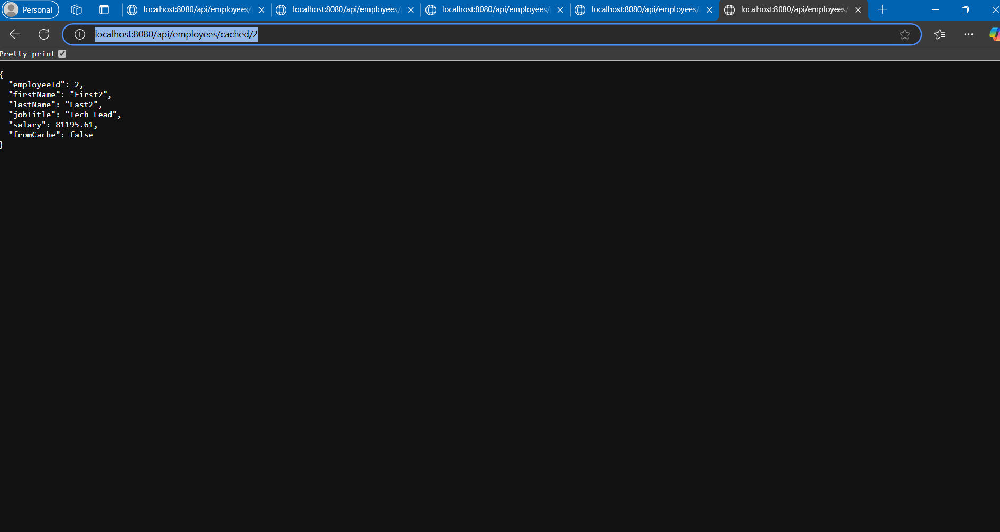 Personal
localhost:8080/api/employees/
localhost:8080/api/employees/
localhost:8080/api/employees/
localhost:8080/api/employees/
localhost:8080/api/employees/
localhost:8080/api/employees/cached/2
Pretty-print
{
  "employeeId": 2,
  "firstName": "First2",
  "lastName": "Last2",
  "jobTitle": "Tech Lead",
  "salary": 81195.61,
  "fromCache": false
}